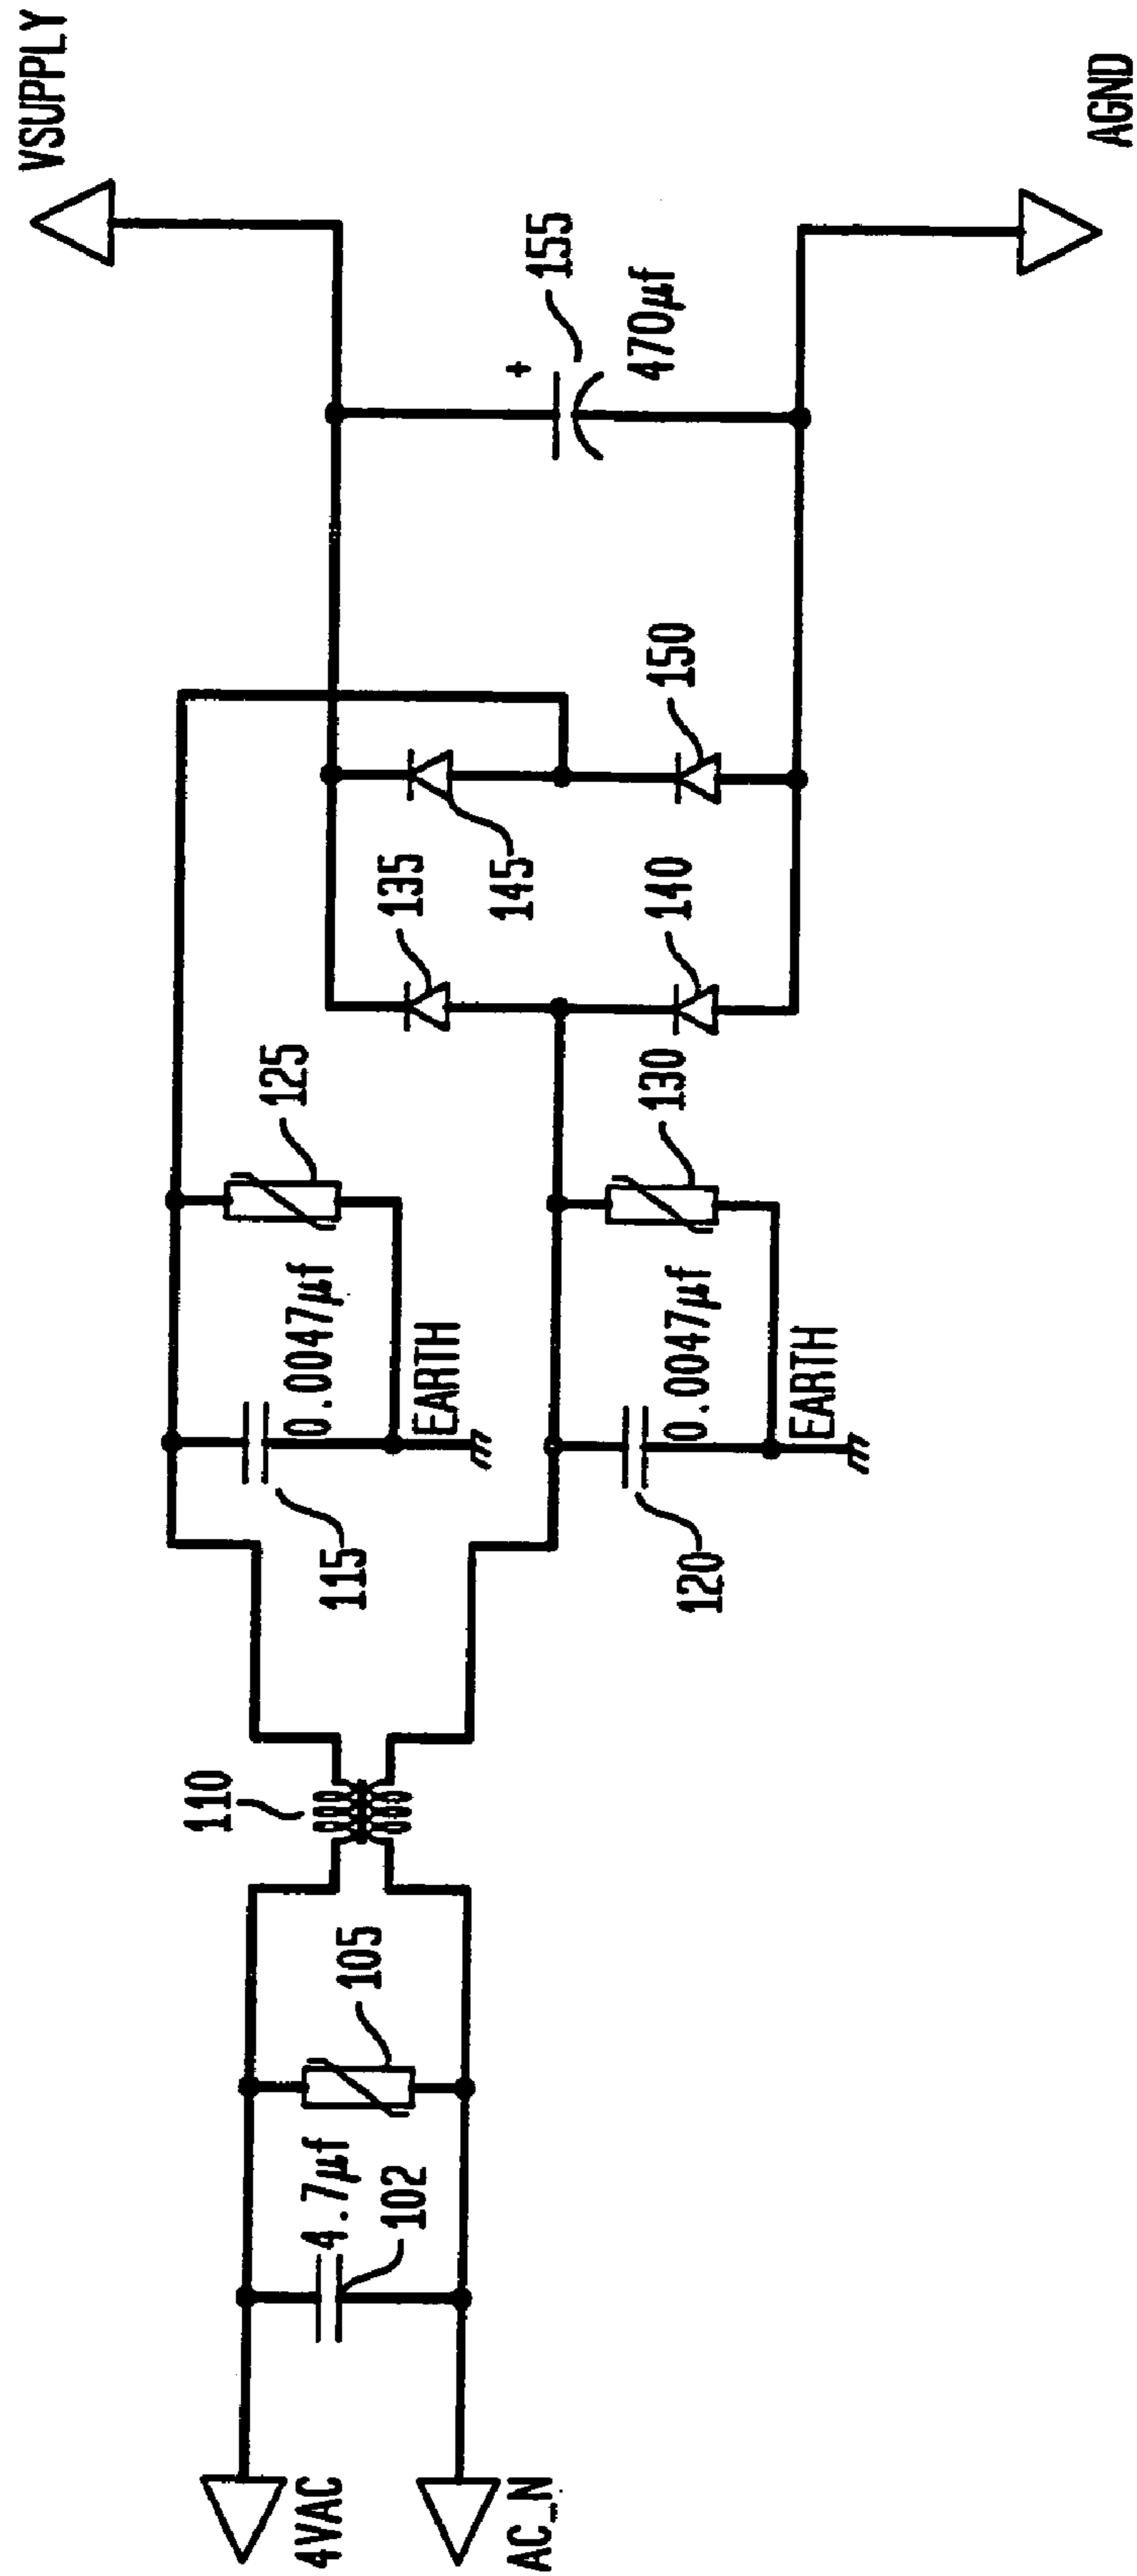 4VAC
AC_N
4.7µf
102
105
110
115
0.0047µf
EARTH
125
120
0.0047µf
EARTH
130
135
140
145
150
+
155
470µf
VSUPPLY
AGND